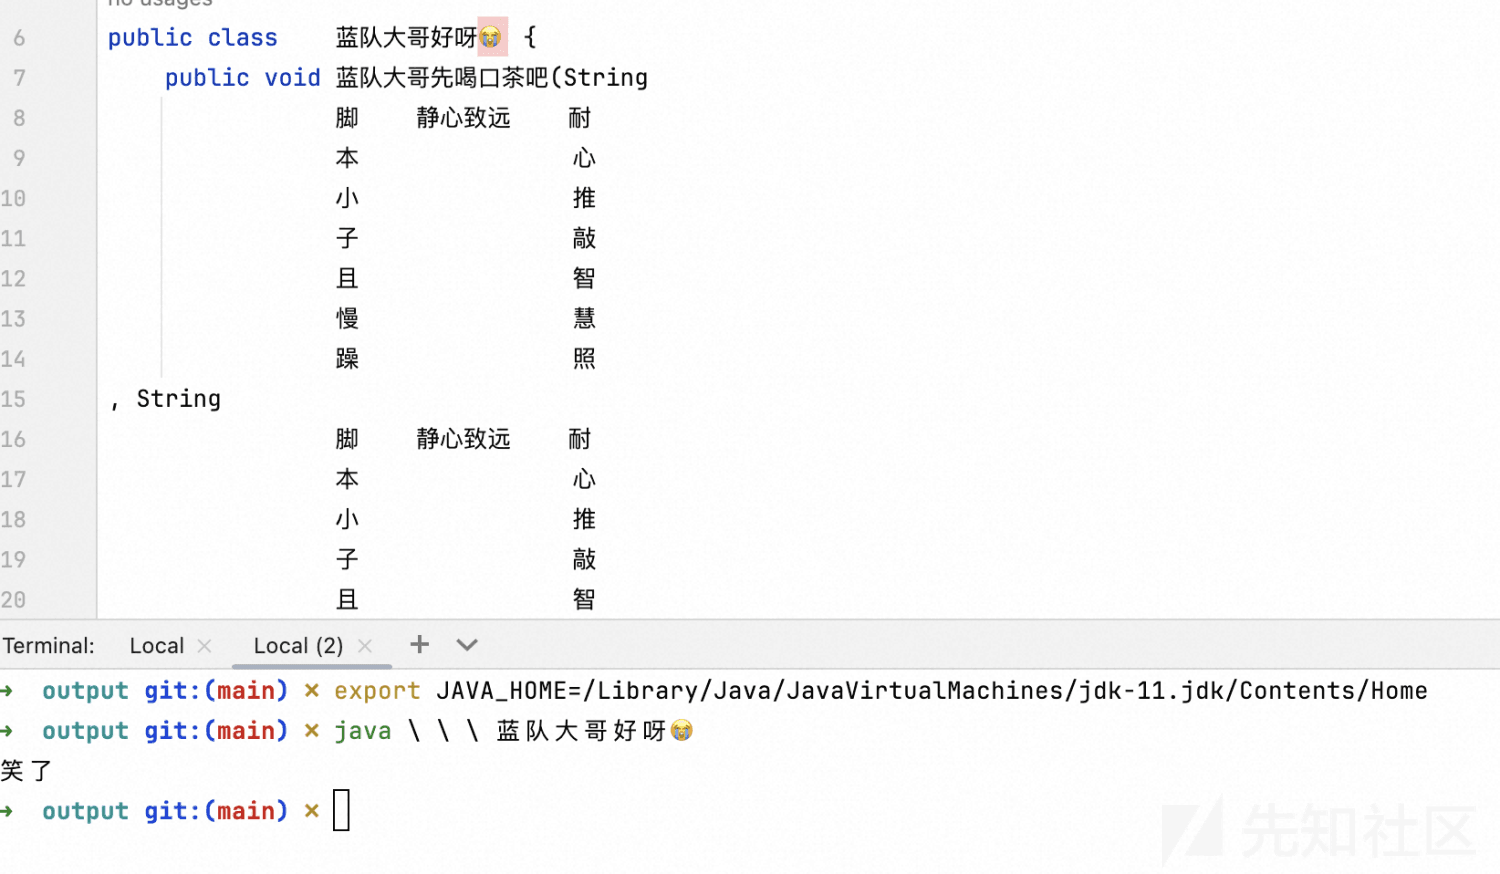 no usages
6 public class    蓝队大哥好呀😭 {
7     public void 蓝队大哥先喝口茶吧(String
8                 脚    静心致远    耐
9                 本                心
10                小                推
11                子                敲
12                且                智
13                慢                慧
14                躁                照
15 , String
16                脚    静心致远    耐
17                本                心
18                小                推
19                子                敲
20                且                智
Terminal: Local × Local (2) × +
→ output git:(main) × export JAVA_HOME=/Library/Java/JavaVirtualMachines/jdk-11.jdk/Contents/Home
→ output git:(main) × java \ \ \ 蓝队大哥好呀😭
笑了
→ output git:(main) ×
先知社区